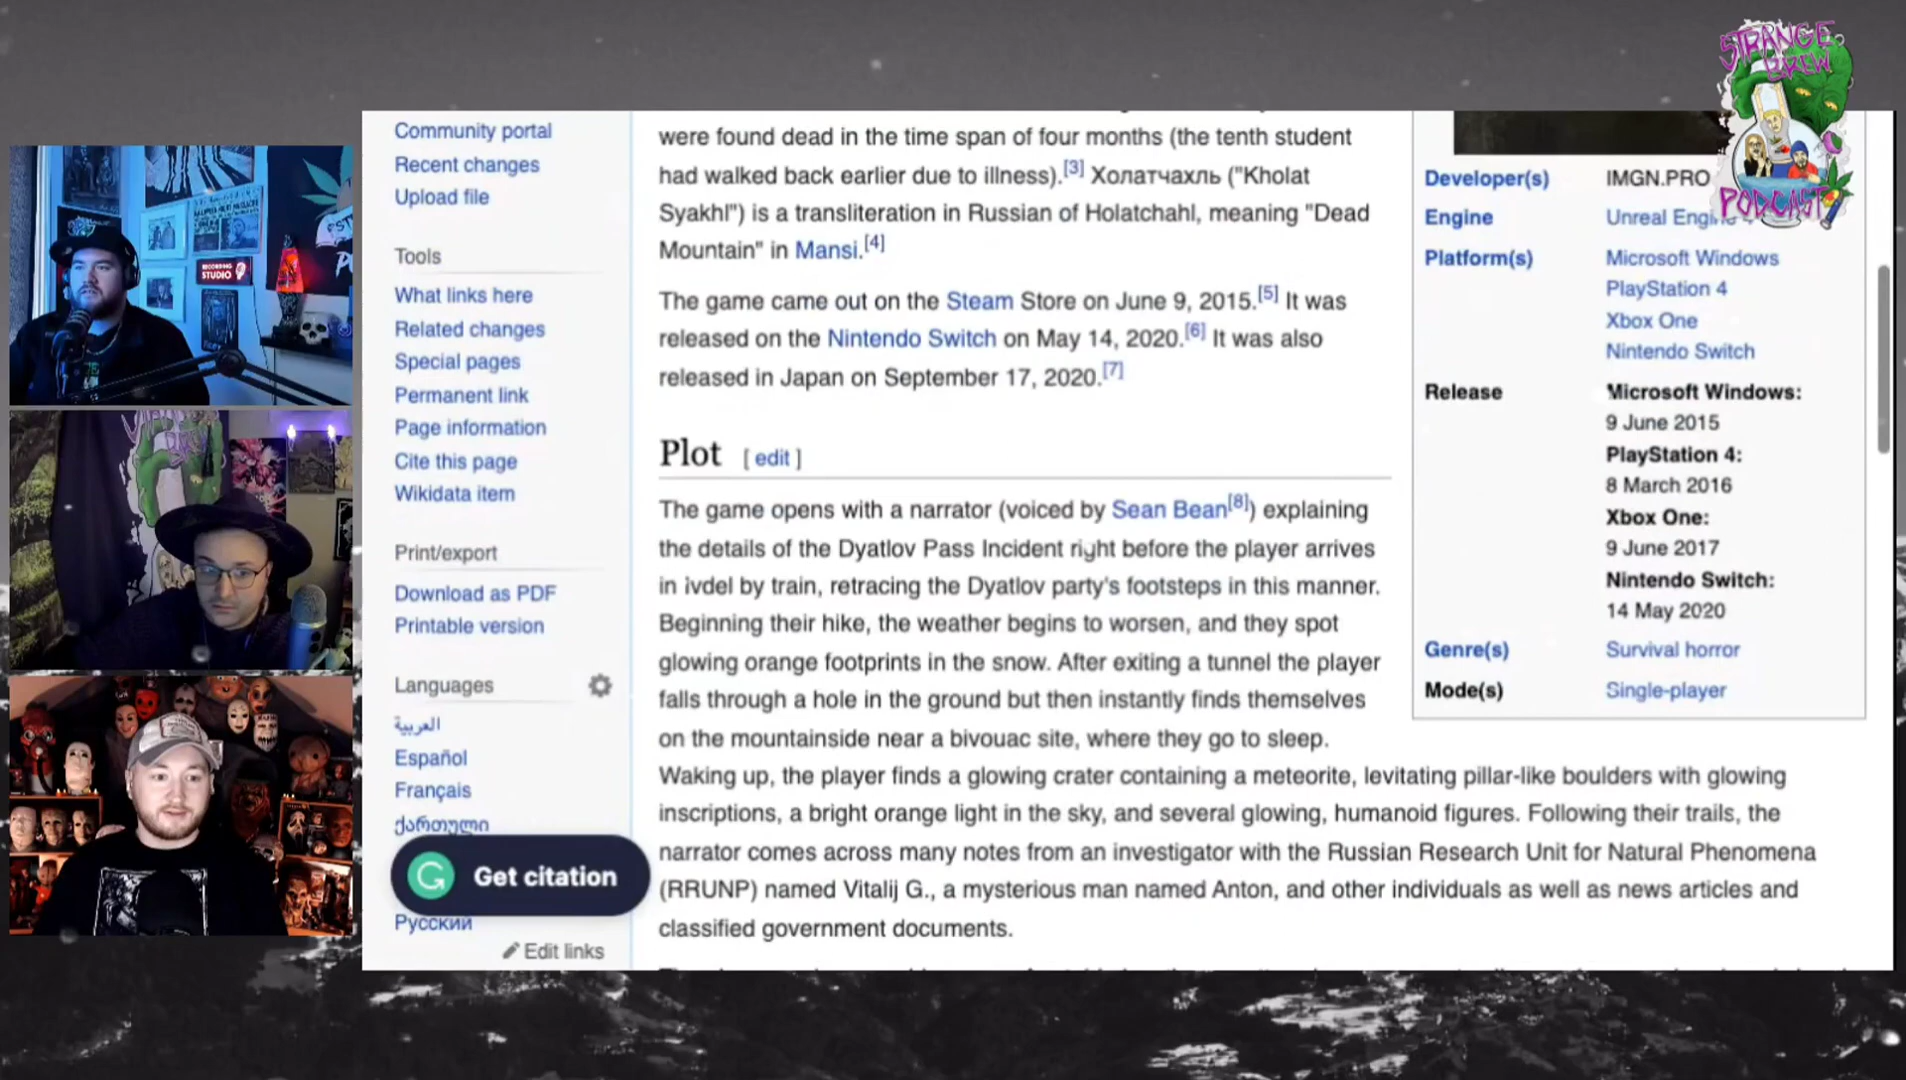 STRANGE
BREW
PODCAST
RECORDING
STUDIO
Community portal
Recent changes
Upload file
Tools
What links here
Related changes
Special pages
Permanent link
Page information
Cite this page
Wikidata item
Print/export
Download as PDF
Printable version
Languages
العربية
Español
Français
ქართული
Get citation
Русский
Edit links
were found dead in the time span of four months (the tenth student
had walked back earlier due to illness).[3] Холатчахль ("Kholat
Syakhl") is a transliteration in Russian of Holatchahl, meaning "Dead
Mountain" in Mansi.[4]
The game came out on the Steam Store on June 9, 2015.[5] It was
released on the Nintendo Switch on May 14, 2020.[6] It was also
released in Japan on September 17, 2020.[7]
Plot [ edit ]
The game opens with a narrator (voiced by Sean Bean[8]) explaining
the details of the Dyatlov Pass Incident right before the player arrives
in Ivdel by train, retracing the Dyatlov party's footsteps in this manner.
Beginning their hike, the weather begins to worsen, and they spot
glowing orange footprints in the snow. After exiting a tunnel the player
falls through a hole in the ground but then instantly finds themselves
on the mountainside near a bivouac site, where they go to sleep.
Waking up, the player finds a glowing crater containing a meteorite, levitating pillar-like boulders with glowing
inscriptions, a bright orange light in the sky, and several glowing, humanoid figures. Following their trails, the
narrator comes across many notes from an investigator with the Russian Research Unit for Natural Phenomena
(RRUNP) named Vitalij G., a mysterious man named Anton, and other individuals as well as news articles and
classified government documents.
Developer(s) IMGN.PRO
Engine Unreal
Platform(s) Microsoft Windows
PlayStation 4
Xbox One
Nintendo Switch
Release Microsoft Windows:
9 June 2015
PlayStation 4:
8 March 2016
Xbox One:
9 June 2017
Nintendo Switch:
14 May 2020
Genre(s) Survival horror
Mode(s) Single-player